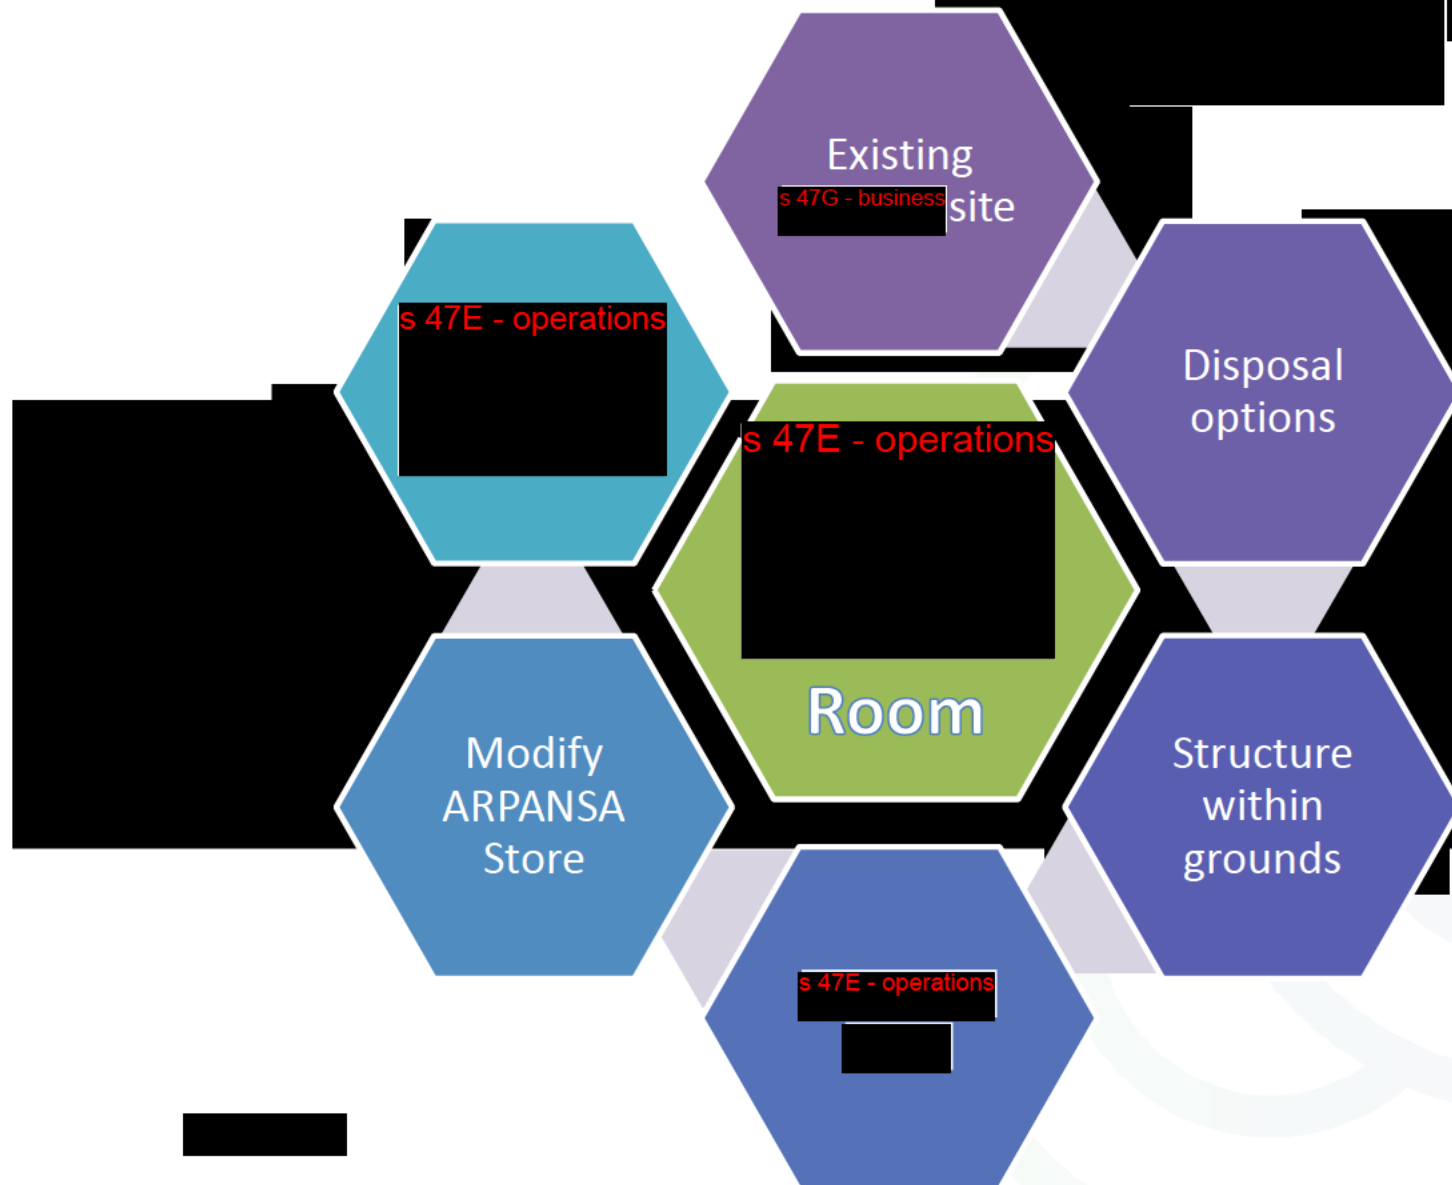 Existing
s 47G - business
site
s 47E - operations
Disposal
options
s 47E - operations
Room
Modify
ARPANSA
Store
Structure
within
grounds
s 47E - operations